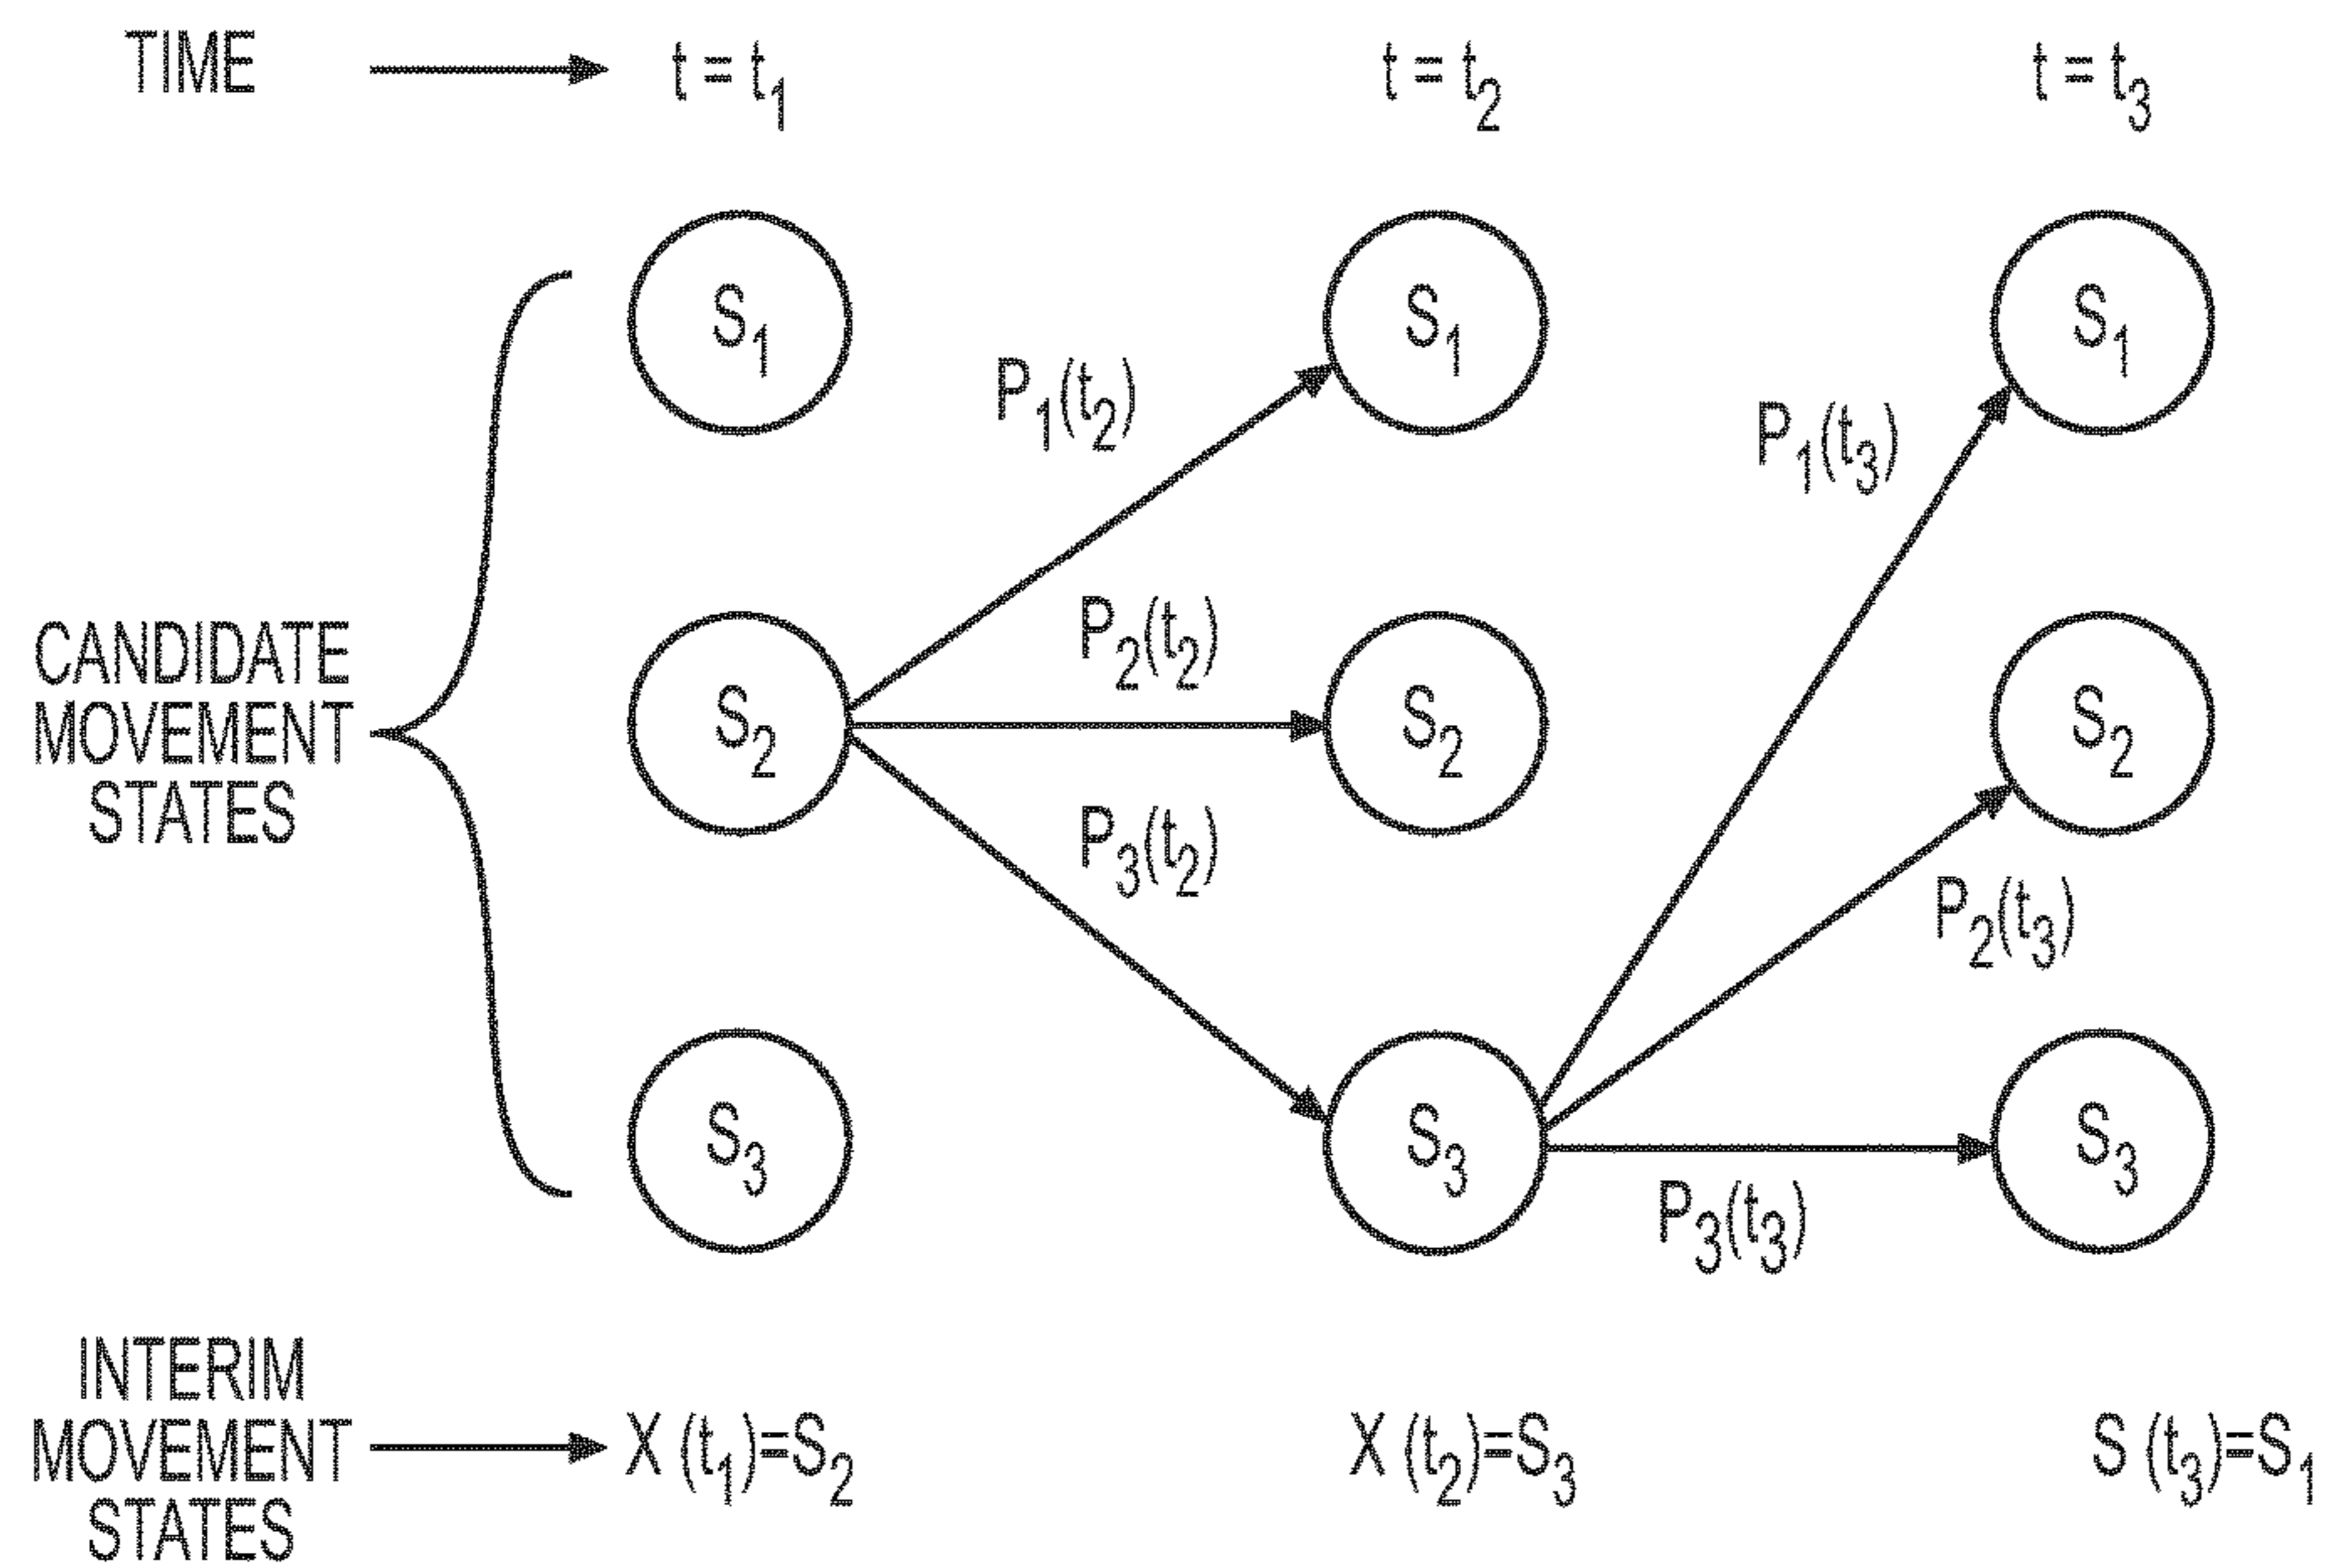 TIME t = t₁ t = t₂ t = t₃
S₁ S₁ S₁
P₁(t₂) P₁(t₃)
P₂(t₂)
CANDIDATE
MOVEMENT
STATES
S₂ S₂ S₂
P₃(t₂) P₂(t₃)
S₃ S₃ S₃
P₃(t₃)
INTERIM
MOVEMENT
STATES
X (t₁)=S₂ X (t₂)=S₃ S (t₃)=S₁